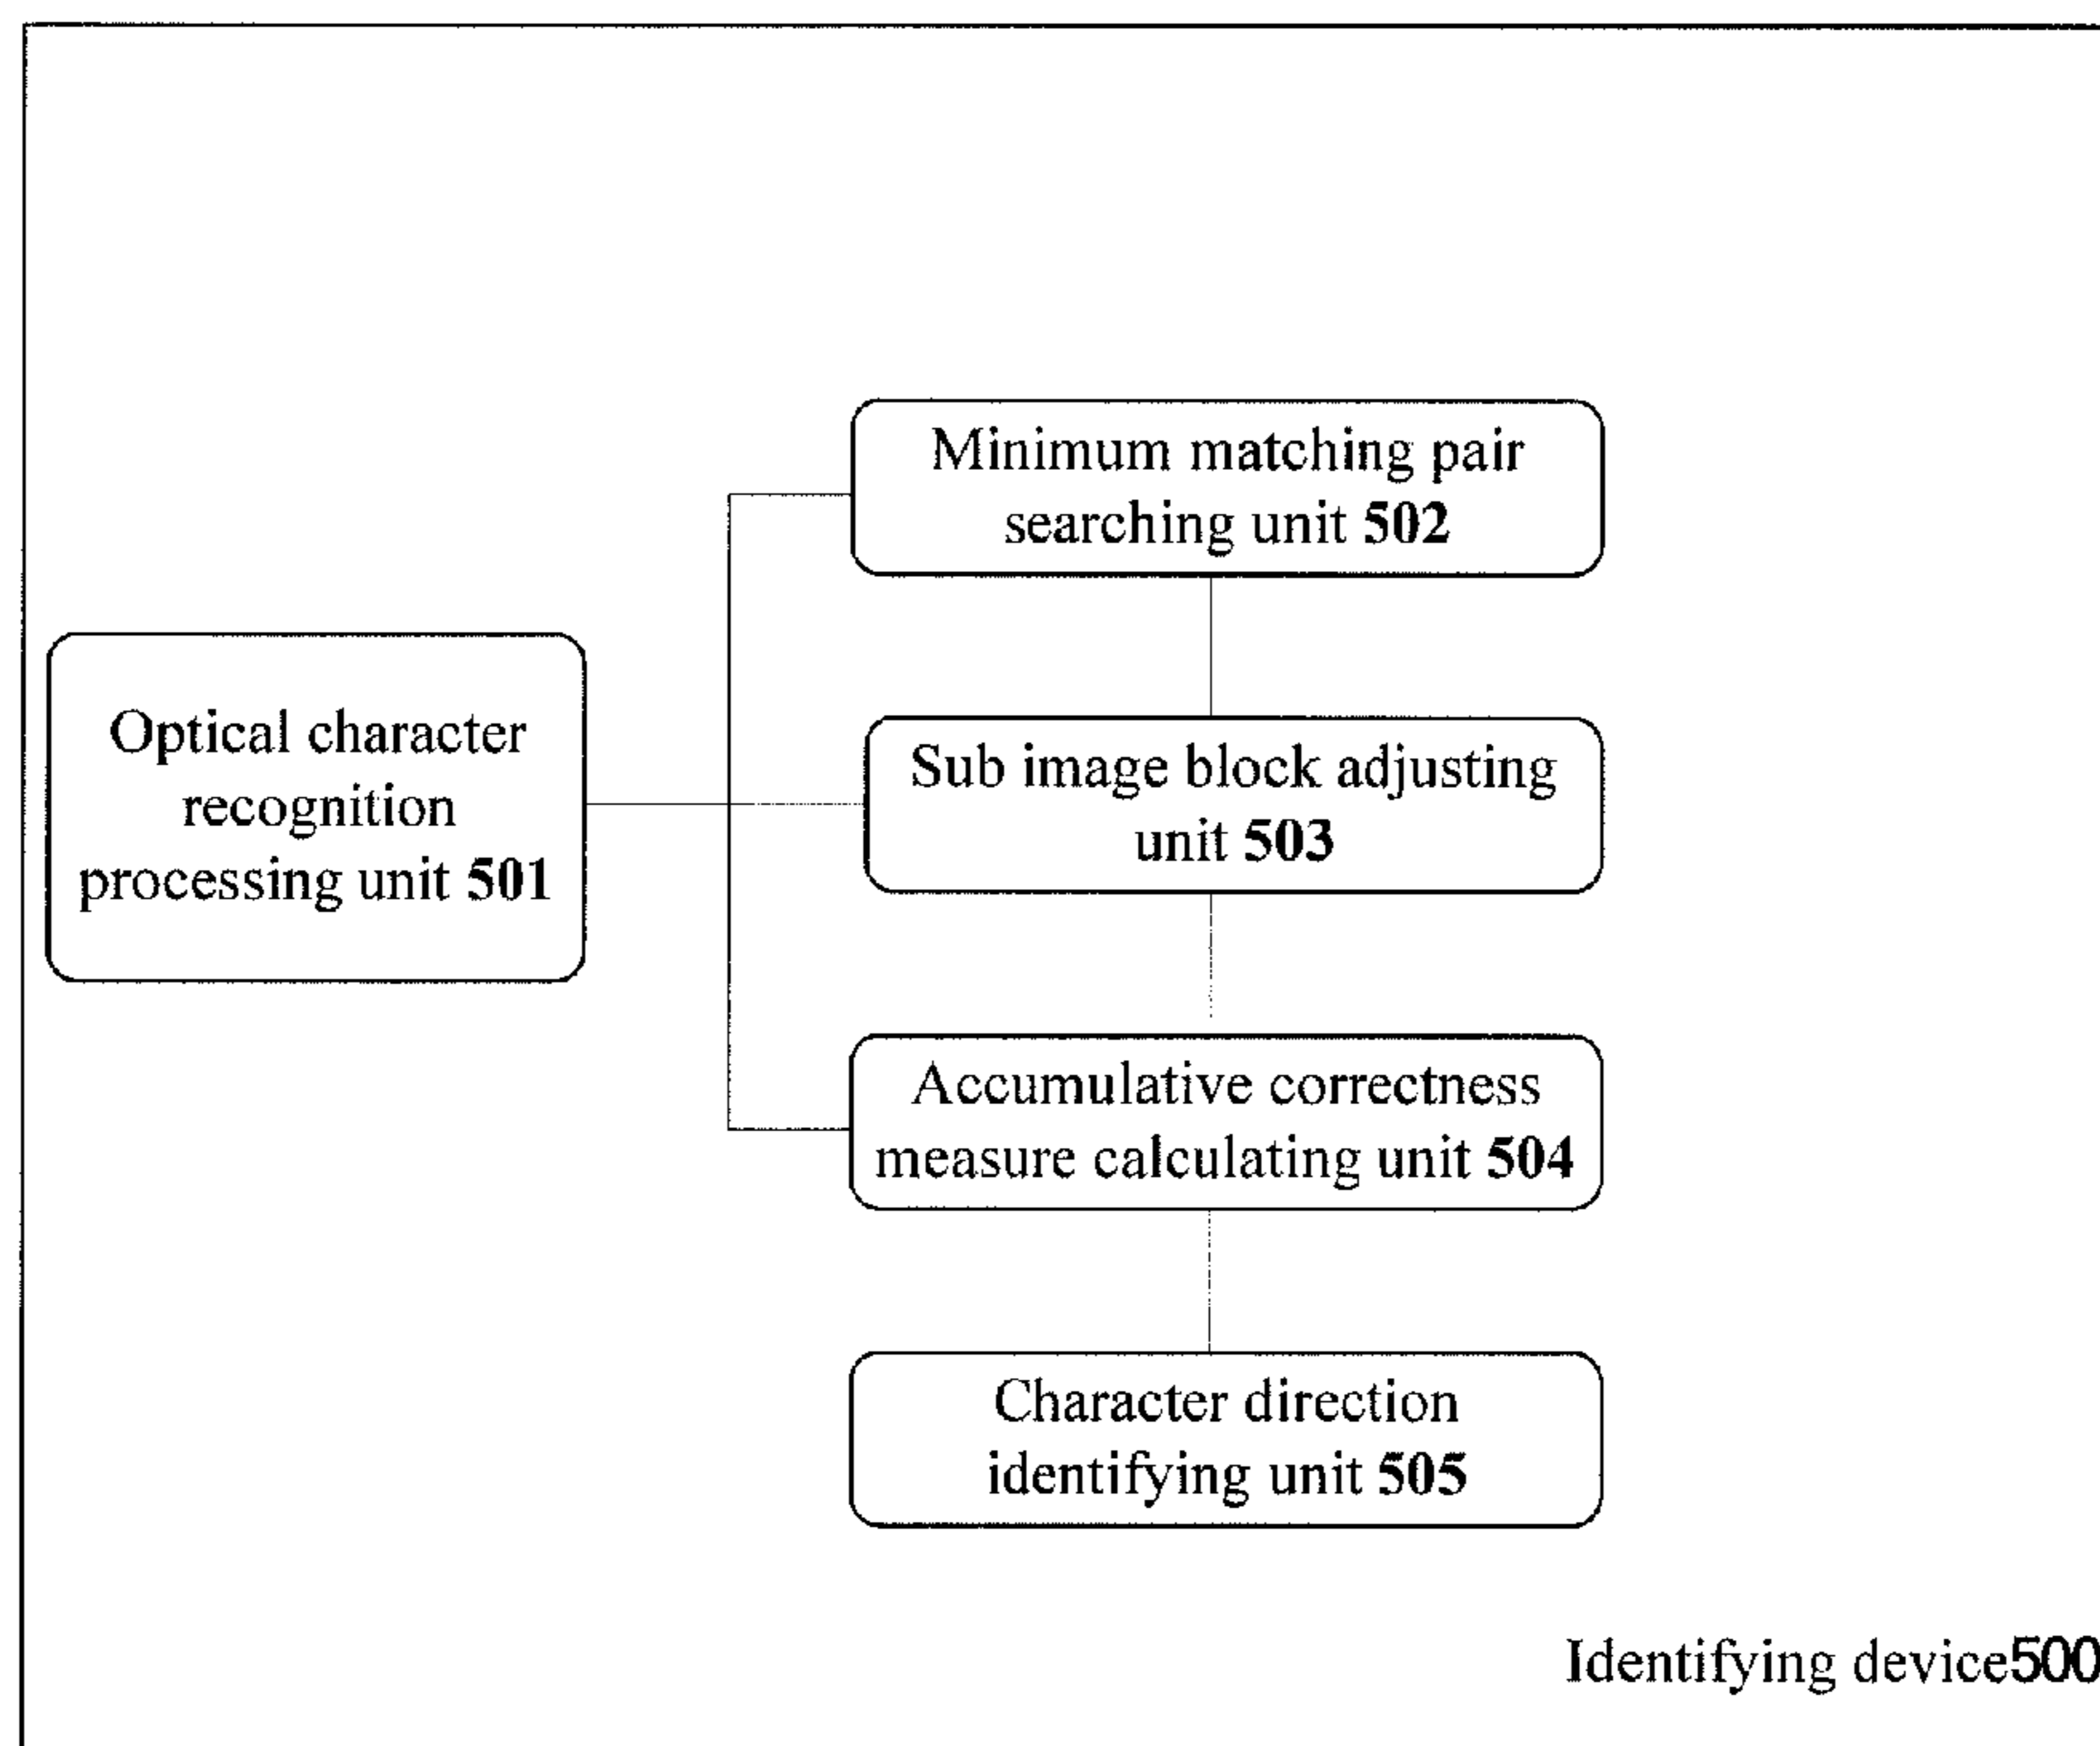 Minimum matching pair
searching unit 502
Optical character
recognition
processing unit 501
Sub image block adjusting
unit 503
Accumulative correctness
measure calculating unit 504
Character direction
identifying unit 505
Identifying device500